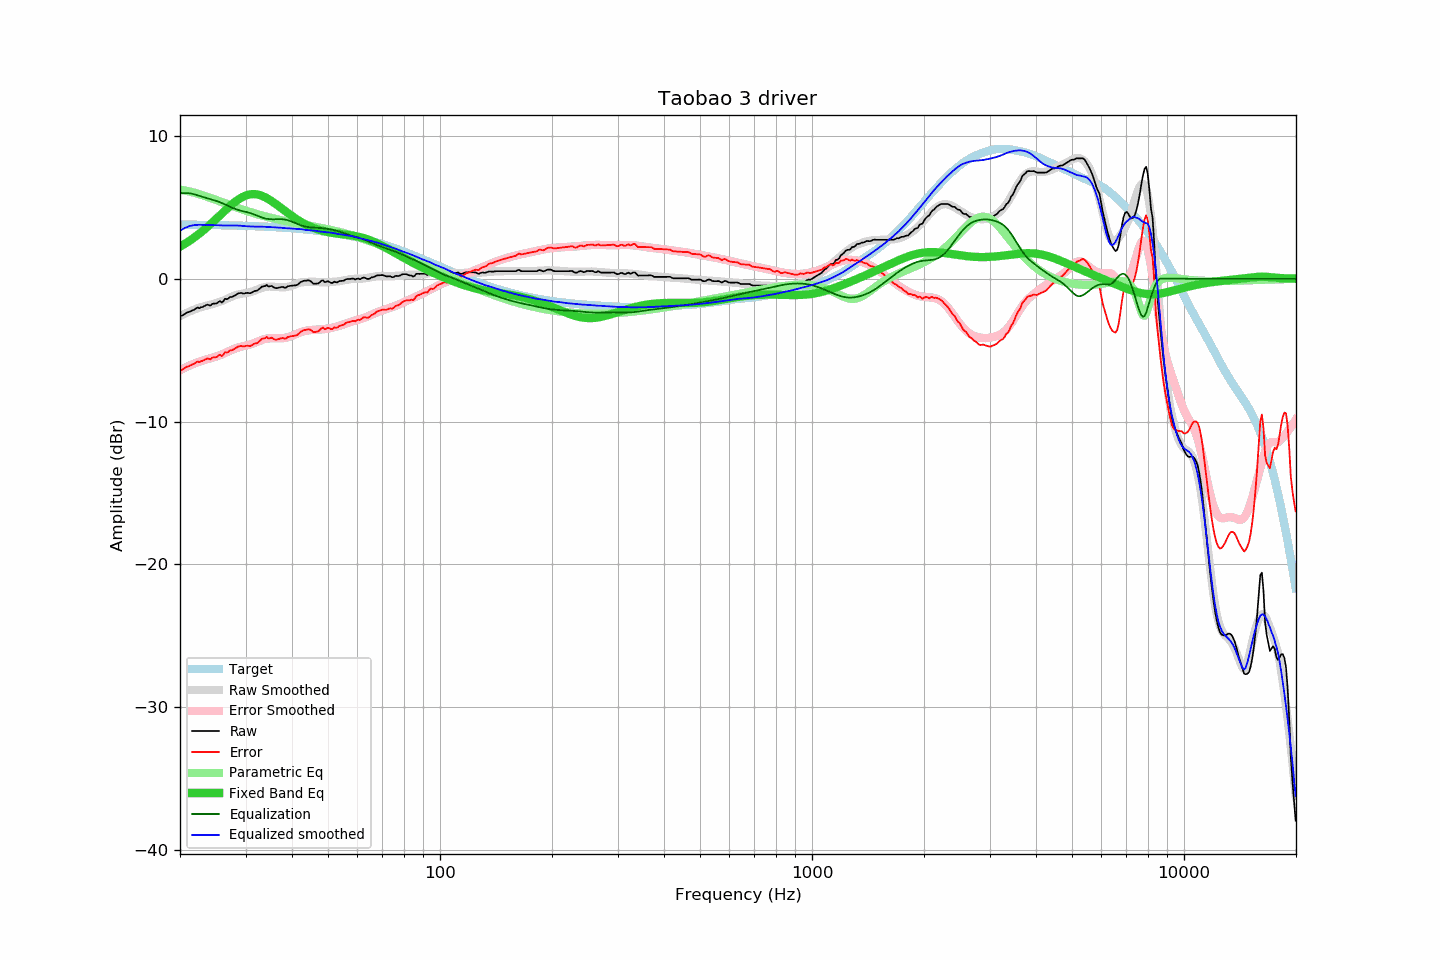 Taobao 3 driver
10
0
−10
−20
−30
−40
Amplitude (dBr)
Target
Raw Smoothed
Error Smoothed
Raw
Error
Parametric Eq
Fixed Band Eq
Equalization
Equalized smoothed
100
1000
10000
Frequency (Hz)